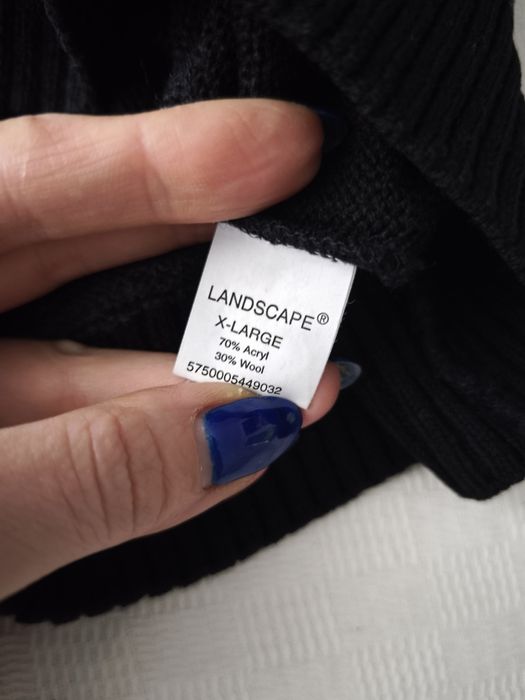 LANDSCAPE®
X-LARGE
70% Acryl
30% Wool
5750005449032